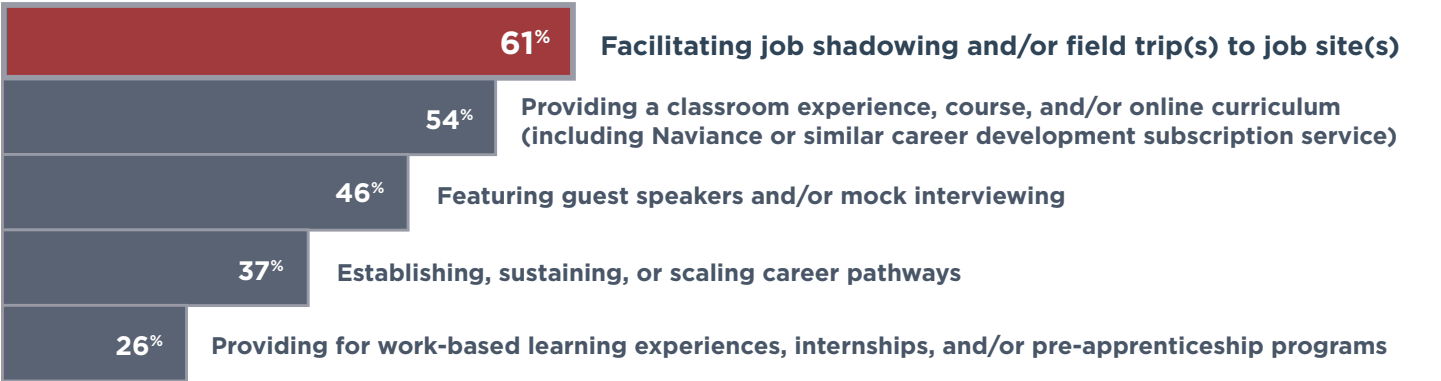 61% Facilitating job shadowing and/or field trip(s) to job site(s)
54% Providing a classroom experience, course, and/or online curriculum
(including Naviance or similar career development subscription service)
46% Featuring guest speakers and/or mock interviewing
37% Establishing, sustaining, or scaling career pathways
26% Providing for work-based learning experiences, internships, and/or pre-apprenticeship programs